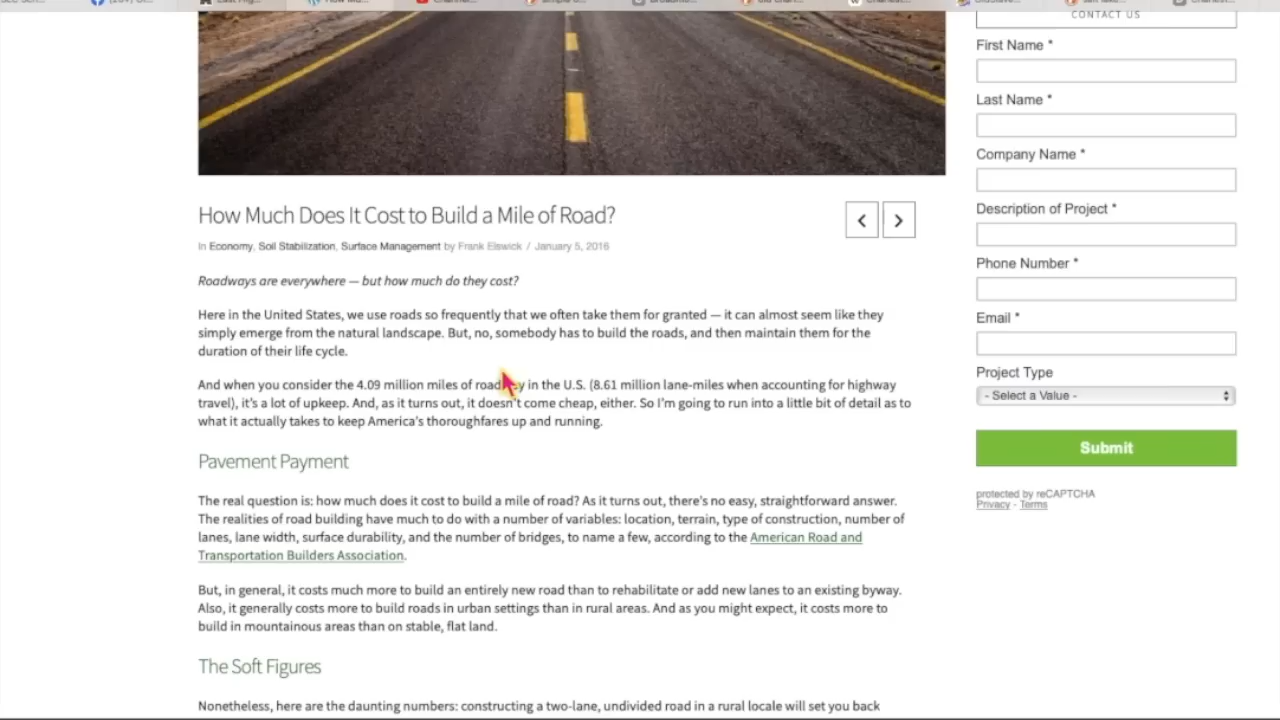 CONTACT US
First Name *
Last Name *
Company Name *
Description of Project *
Phone Number *
Email *
Project Type
- Select a Value -
Submit
protected by reCAPTCHA
Privacy - Terms
How Much Does It Cost to Build a Mile of Road?
In Economy, Soil Stabilization, Surface Management by Frank Elswick / January 5, 2016
Roadways are everywhere — but how much do they cost?
Here in the United States, we use roads so frequently that we often take them for granted — it can almost seem like they
simply emerge from the natural landscape. But, no, somebody has to build the roads, and then maintain them for the
duration of their life cycle.
And when you consider the 4.09 million miles of roadway in the U.S. (8.61 million lane-miles when accounting for highway
travel), it's a lot of upkeep. And, as it turns out, it doesn't come cheap, either. So I'm going to run into a little bit of detail as to
what it actually takes to keep America's thoroughfares up and running.
Pavement Payment
The real question is: how much does it cost to build a mile of road? As it turns out, there's no easy, straightforward answer.
The realities of road building have much to do with a number of variables: location, terrain, type of construction, number of
lanes, lane width, surface durability, and the number of bridges, to name a few, according to the American Road and
Transportation Builders Association.
But, in general, it costs much more to build an entirely new road than to rehabilitate or add new lanes to an existing byway.
Also, it generally costs more to build roads in urban settings than in rural areas. And as you might expect, it costs more to
build in mountainous areas than on stable, flat land.
The Soft Figures
Nonetheless, here are the daunting numbers: constructing a two-lane, undivided road in a rural locale will set you back